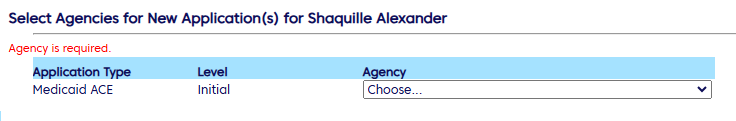 Select Agencies for New Application(s) for Shaquille Alexander
Agency is required.
Application Type Level Agency
Medicaid ACE Initial Choose...